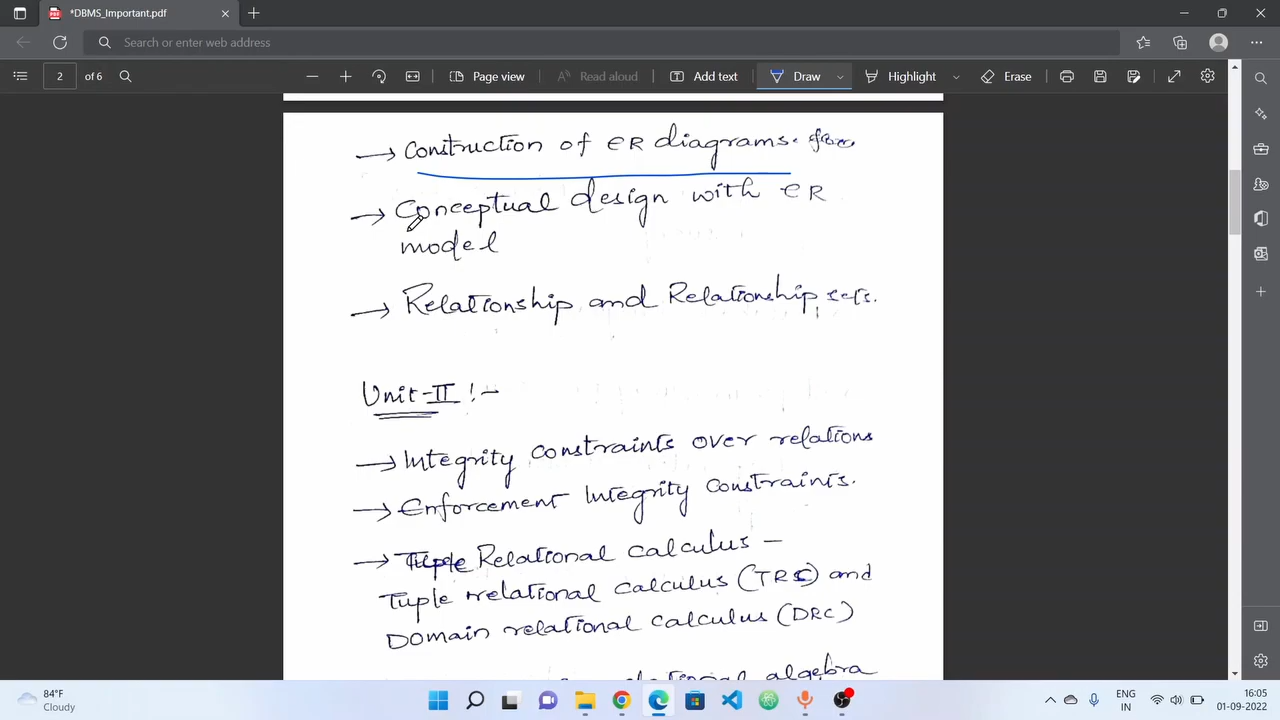 *DBMS_Important.pdf
Search or enter web address
2 of 6 Page view Read aloud Add text Draw Highlight Erase
→ Construction of ER diagrams.
→ Conceptual design with ER
model
→ Relationship and Relationship sets.
Unit-II :-
→ Integrity constraints over relations
→ Enforcement Integrity constraints.
→ Tuple Relational calculus -
Tuple relational calculus (TRC) and
Domain relational calculus (DRC)
relational algebra
84°F
Cloudy
ENG
IN
16:05
01-09-2022